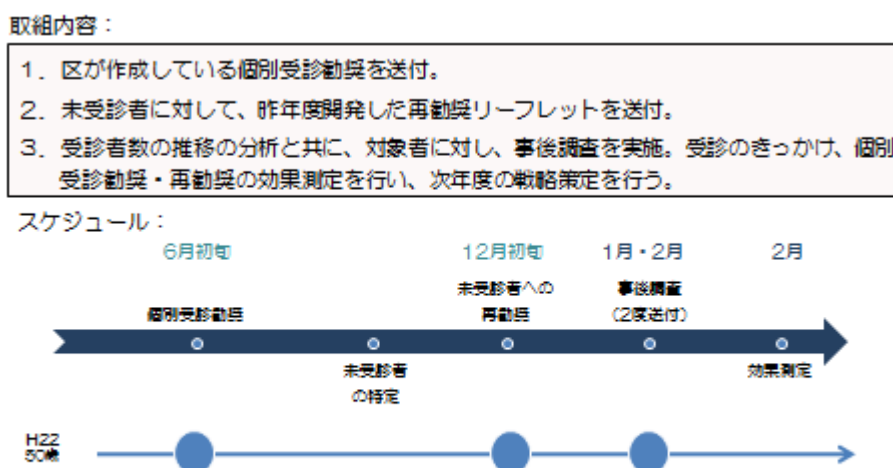 取組内容：
1．区が作成している個別受診勧奨を送付。
2．未受診者に対して、昨年度開発した再勧奨リーフレットを送付。
3．受診者数の推移の分析と共に、対象者に対し、事後調査を実施。受診のきっかけ、個別
受診勧奨・再勧奨の効果測定を行い、次年度の戦略策定を行う。
スケジュール：
6月初旬
12月初旬
1月・2月
2月
個別受診勧奨
未受診者への
再勧奨
事後調査
（2度送付）
未受診者
の特定
効果測定
H22
50歳